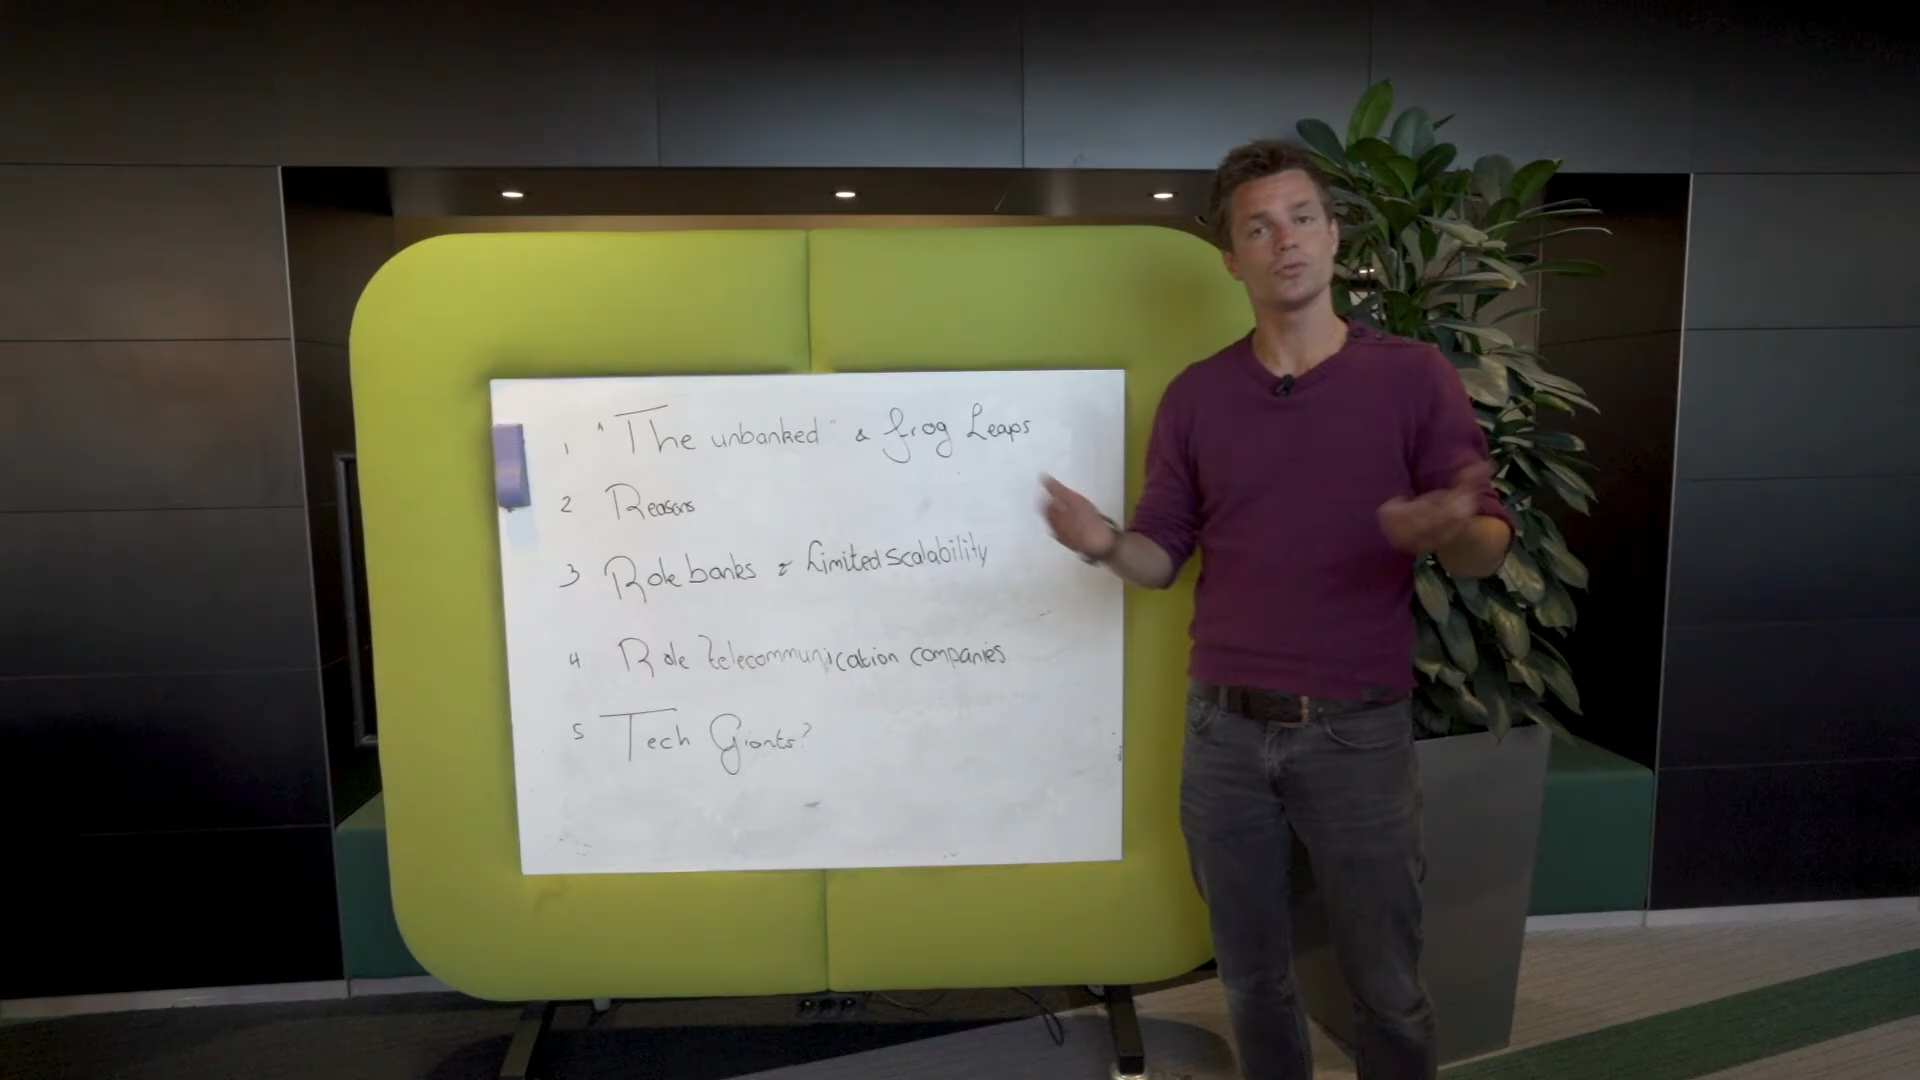 1 "The unbanked" & frog Leaps
2 Reasons
3 Role banks & Limited scalability
4 Role telecommunication companies
5 Tech Giants?